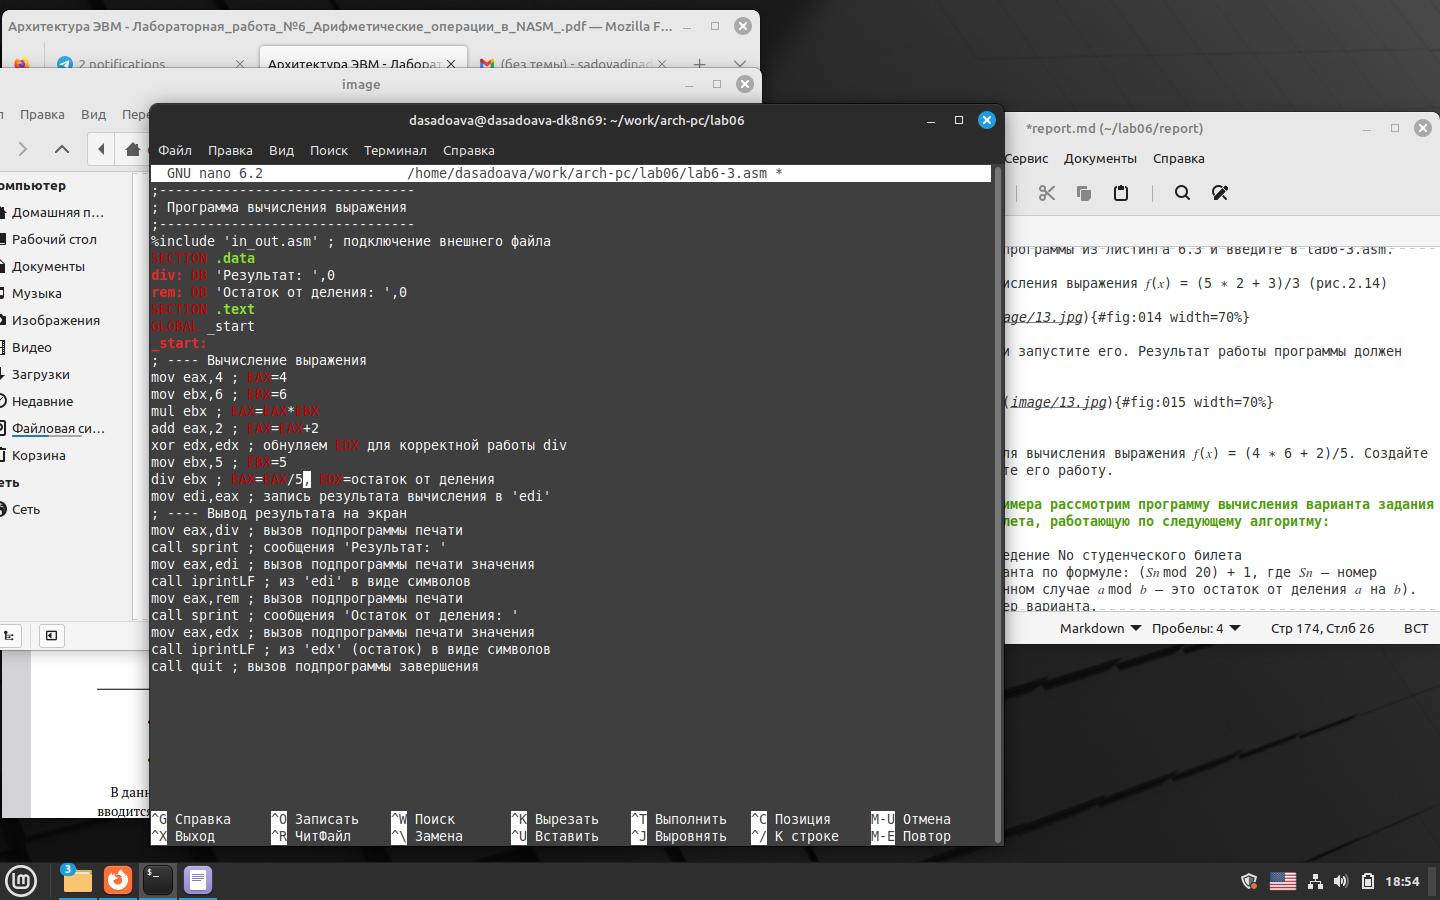 Архитектура ЭВМ - Лабораторная_работа_№6_Арифметические_операции_в_NASM_.pdf — Mozilla F...
2 notifications
Архитектура ЭВМ - Лаборат
(без темы) - sadovadinad
image
Правка Вид Пере
омпьютер
Домашняя п...
Рабочий стол
Документы
Музыка
Изображения
Видео
Загрузки
Недавние
Файловая си...
Корзина
еть
Сеть
В данн
вводится
dasadoava@dasadoava-dk8n69: ~/work/arch-pc/lab06
Файл Правка Вид Поиск Терминал Справка
GNU nano 6.2 /home/dasadoava/work/arch-pc/lab06/lab6-3.asm *
;--------------------------------
; Программа вычисления выражения
;--------------------------------
%include 'in_out.asm' ; подключение внешнего файла
SECTION .data
div: DB 'Результат: ',0
rem: DB 'Остаток от деления: ',0
SECTION .text
GLOBAL _start
_start:
; ---- Вычисление выражения
mov eax,4 ; EAX=4
mov ebx,6 ; EBX=6
mul ebx ; EAX=EAX*EBX
add eax,2 ; EAX=EAX+2
xor edx,edx ; обнуляем EDX для корректной работы div
mov ebx,5 ; EBX=5
div ebx ; EAX=EAX/5, EDX=остаток от деления
mov edi,eax ; запись результата вычисления в 'edi'
; ---- Вывод результата на экран
mov eax,div ; вызов подпрограммы печати
call sprint ; сообщения 'Результат: '
mov eax,edi ; вызов подпрограммы печати значения
call iprintLF ; из 'edi' в виде символов
mov eax,rem ; вызов подпрограммы печати
call sprint ; сообщения 'Остаток от деления: '
mov eax,edx ; вызов подпрограммы печати значения
call iprintLF ; из 'edx' (остаток) в виде символов
call quit ; вызов подпрограммы завершения
^G Справка ^O Записать ^W Поиск ^K Вырезать ^T Выполнить ^C Позиция M-U Отмена
^X Выход ^R ЧитФайл ^\ Замена ^U Вставить ^J Выровнять ^/ К строке M-E Повтор
*report.md (~/lab06/report)
Сервис Документы Справка
программы из листинга 6.3 и введите в lab6-3.asm.
исления выражения 𝑓(𝑥) = (5 ∗ 2 + 3)/3 (рис.2.14)
age/13.jpg){#fig:014 width=70%}
и запустите его. Результат работы программы должен
(image/13.jpg){#fig:015 width=70%}
ля вычисления выражения 𝑓(𝑥) = (4 ∗ 6 + 2)/5. Создайте
те его работу.
имера рассмотрим программу вычисления варианта задания
лета, работающую по следующему алгоритму:
едение No студенческого билета
анта по формуле: (𝑆𝑛 mod 20) + 1, где 𝑆𝑛 – номер
нном случае 𝑎 mod 𝑏 – это остаток от деления 𝑎 на 𝑏).
ер варианта.
Markdown Пробелы: 4 Стр 174, Стлб 26 ВСТ
3
18:54